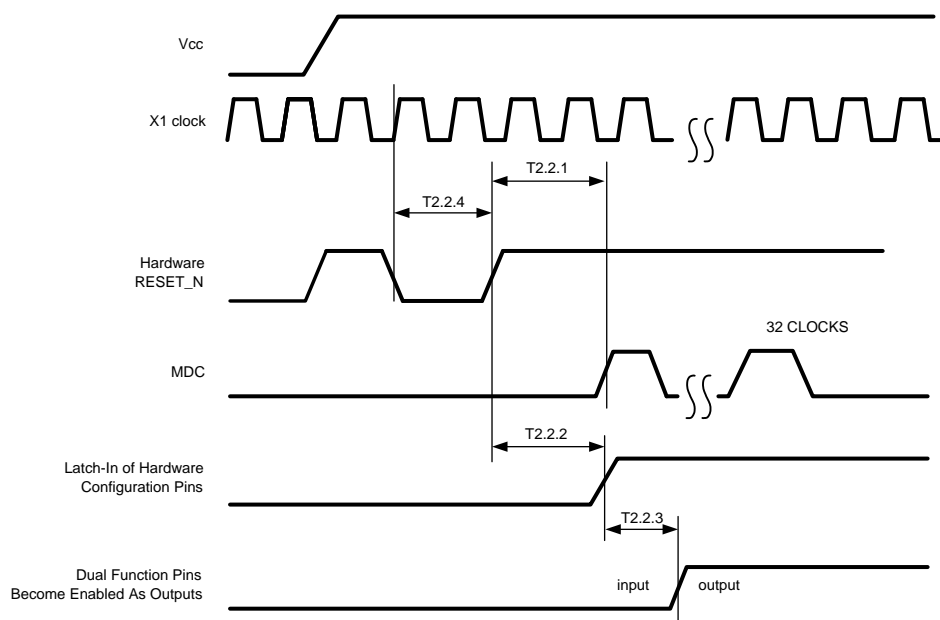 Vcc
X1 clock
T2.2.1
T2.2.4
Hardware
RESET_N
32 CLOCKS
MDC
T2.2.2
Latch-In of Hardware
Configuration Pins
T2.2.3
Dual Function Pins
Become Enabled As Outputs
input
output